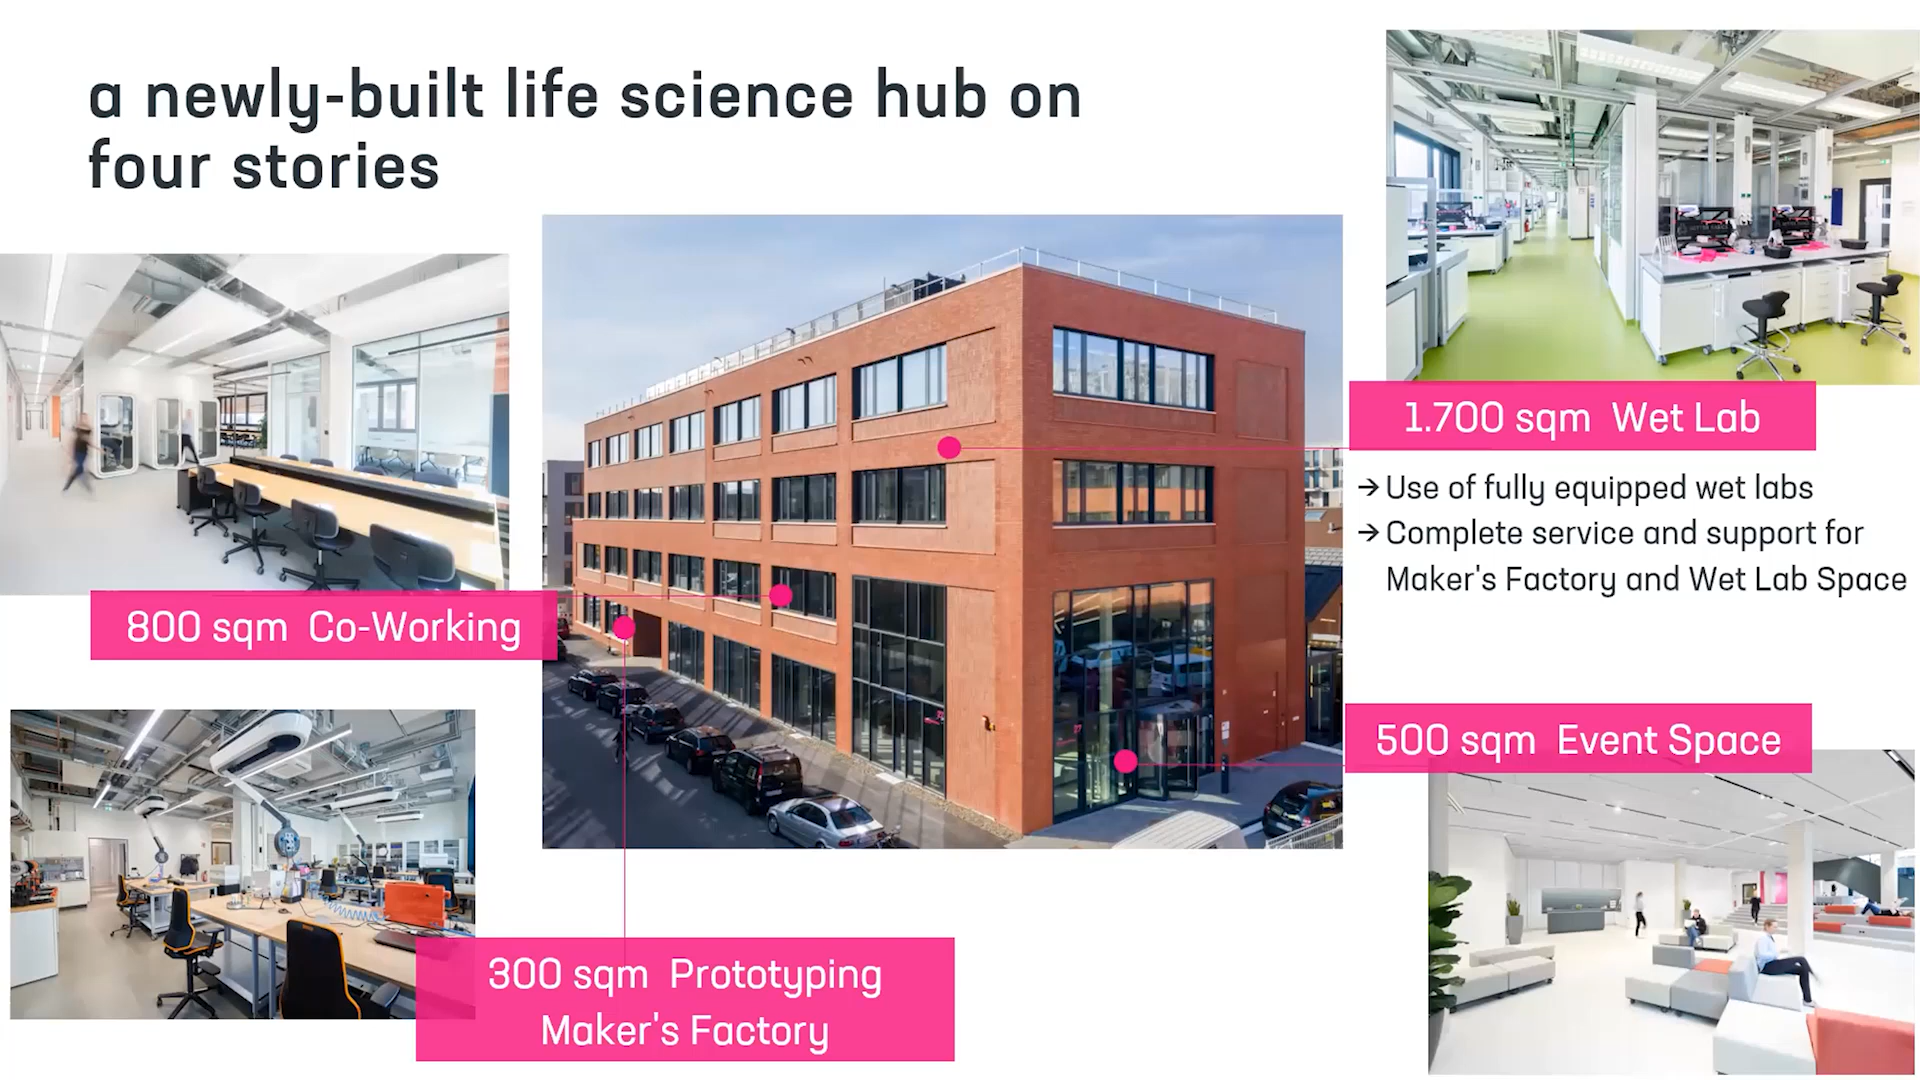 a newly-built life science hub on
four stories
1.700 sqm Wet Lab
→ Use of fully equipped wet labs
→ Complete service and support for
Maker's Factory and Wet Lab Space
800 sqm Co-Working
500 sqm Event Space
300 sqm Prototyping
Maker's Factory